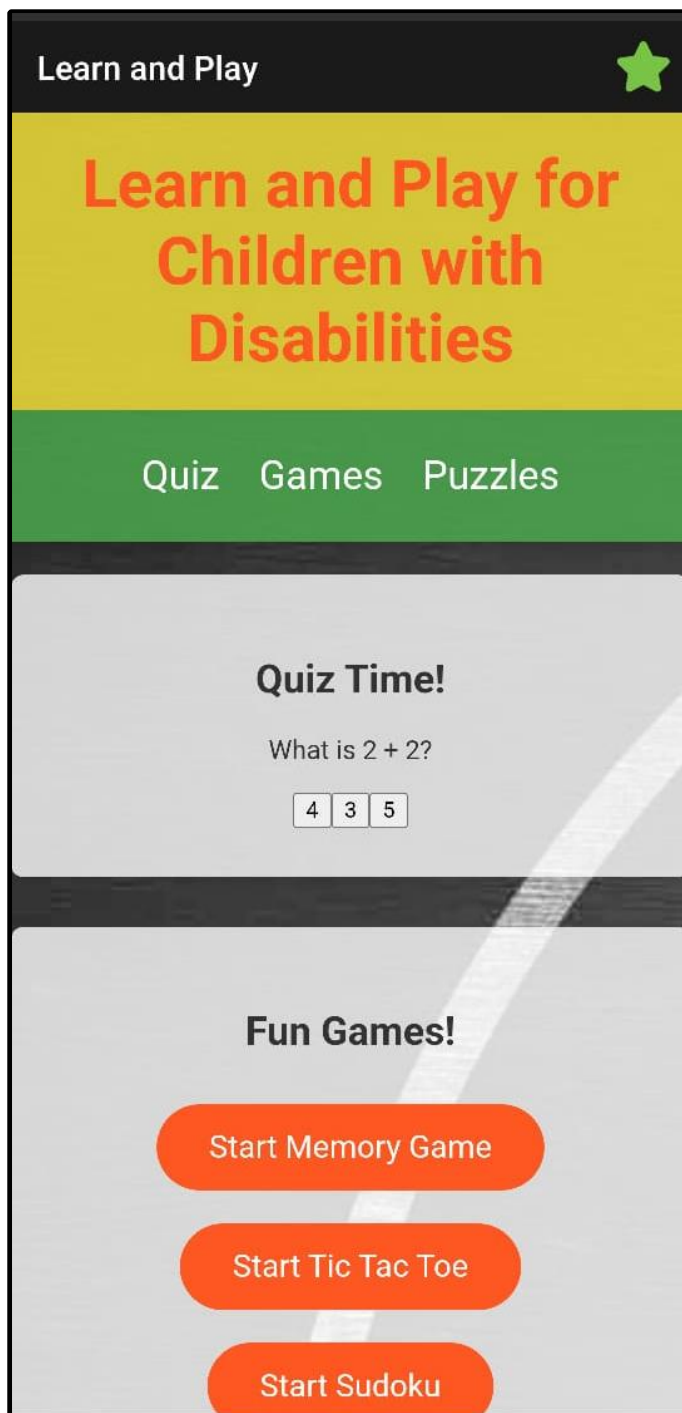 Learn and Play
Learn and Play for
Children with
Disabilities
Quiz Games Puzzles
Quiz Time!
What is 2 + 2?
4 3 5
Fun Games!
Start Memory Game
Start Tic Tac Toe
Start Sudoku